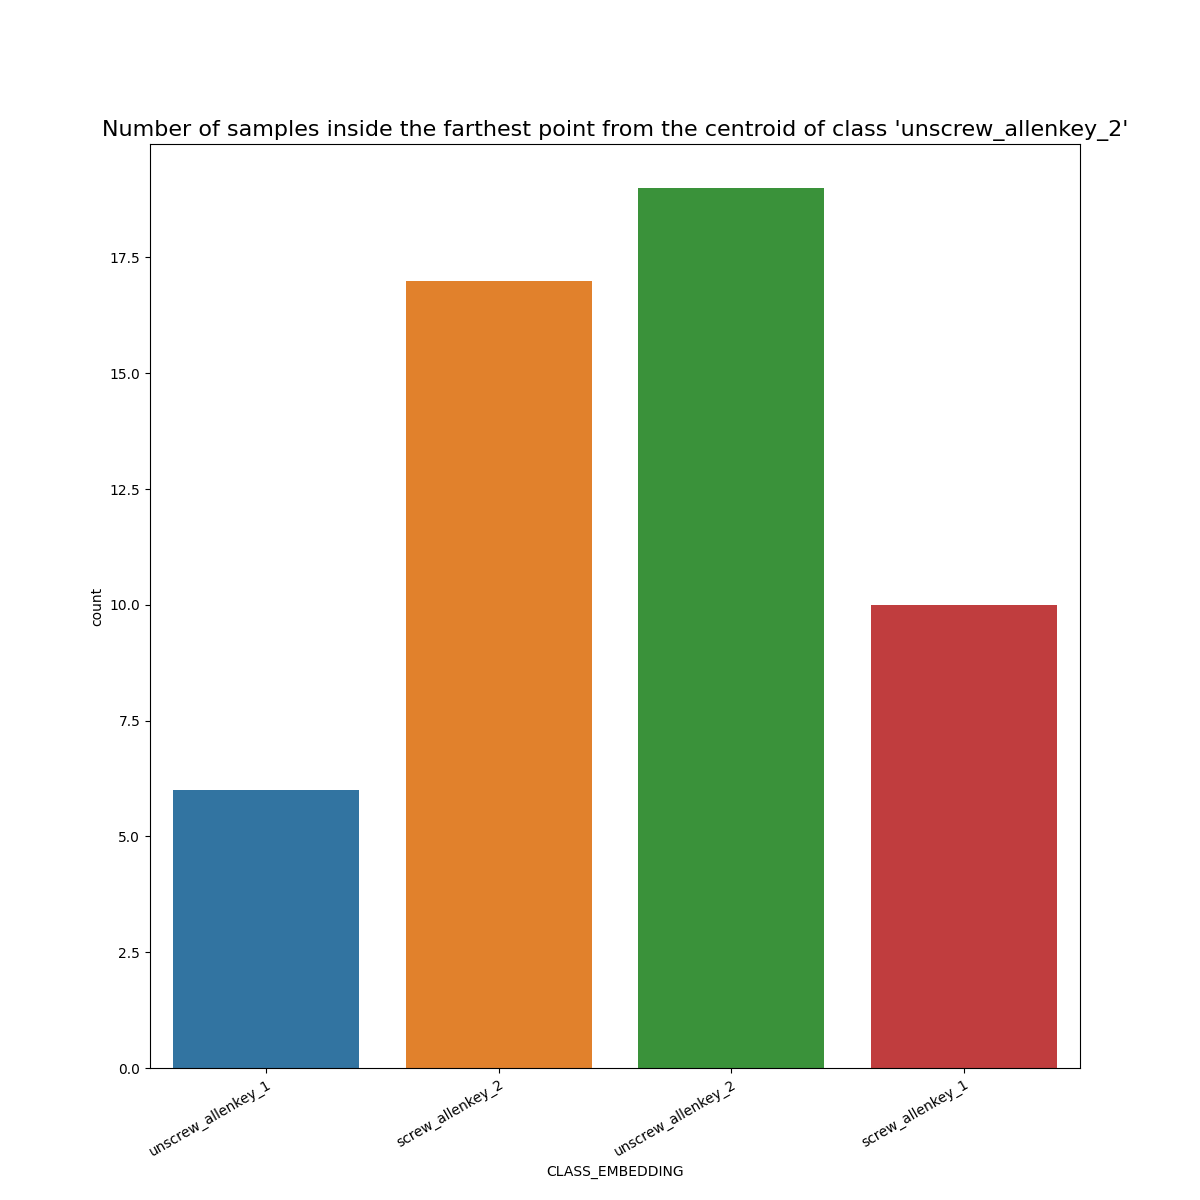 Number of samples inside the farthest point from the centroid of class 'unscrew_allenkey_2'
17.5
15.0
12.5
10.0
7.5
5.0
2.5
0.0
count
unscrew_allenkey_1
screw_allenkey_2
unscrew_allenkey_2
screw_allenkey_1
CLASS_EMBEDDING